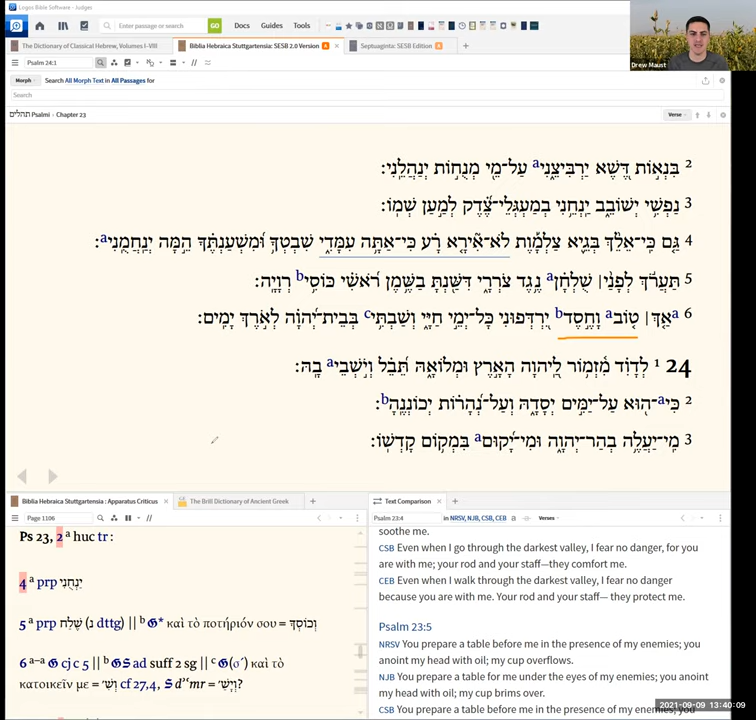 Logos Bible Software - Judges
Enter passage or search
GO
Docs Guides Tools
The Dictionary of Classical Hebrew, Volumes I-VIII
Biblia Hebraica Stuttgartensia: SESB 2.0 Version
A
Septuaginta: SESB Edition
A
Drew Maust
Psalm 24:1
Morph
Search All Morph Text in All Passages for
Search
תהלים Psalmi › Chapter 23
Verse
2 בִּנְא֣וֹת דֶּ֭שֶׁא יַרְבִּיצֵ֑נִי a עַל־מֵ֖י מְנֻח֣וֹת יְנַהֲלֵֽנִי׃
3 נַפְשִׁ֥י יְשׁוֹבֵ֑ב יַֽנְחֵ֥נִי בְמַעְגְּלֵי־צֶ֝֗דֶק לְמַ֣עַן שְׁמֽוֹ׃
4 גַּ֤ם כִּֽי־אֵלֵ֨ךְ בְּגֵ֪יא צַלְמָ֡וֶת לֹא־אִ֘ירָ֤א רָ֗ע כִּי־אַתָּ֥ה עִמָּדִ֑י שִׁבְטְךָ֥ וּ֝מִשְׁעַנְתֶּ֗ךָ הֵ֣מָּה יְנַֽחֲמֻֽנִי a׃
5 תַּעֲרֹ֬ךְ לְפָנַ֨י׀ שֻׁלְחָ֗ן a נֶ֥גֶד צֹרְרָ֑י דִּשַּׁ֖נְתָּ בַשֶּׁ֥מֶן רֹ֝אשִׁ֗י כּוֹסִ֥י b רְוָיָֽה׃
6 a אַ֤ךְ׀ ט֤וֹב a וָחֶ֣סֶד b יִ֭רְדְּפוּנִי כָּל־יְמֵ֣י חַיָּ֑י וְשַׁבְתִּ֥י c בְּבֵית־יְ֝הוָ֗ה לְאֹ֣רֶךְ יָמִֽים׃
24 1 לְדָוִ֗ד מִ֫זְמ֥וֹר לַֽ֭יהוָה הָאָ֣רֶץ וּמְלוֹאָ֑הּ תֵּ֝בֵ֗ל וְיֹ֣שְׁבֵי a בָֽהּ׃
2 כִּי a־ה֭וּא עַל־יַמִּ֣ים יְסָדָ֑הּ וְעַל־נְ֝הָר֗וֹת יְכוֹנְנֶֽהָ b׃
3 מִֽי־יַעֲלֶ֥ה בְהַר־יְהוָ֑ה וּמִי־יָ֝ק֗וּם a בִּמְק֥וֹם קָדְשֽׁוֹ׃
Biblia Hebraica Stuttgartensia : Apparatus Criticus
The Brill Dictionary of Ancient Greek
Page 1106
Ps 23, 2 a huc tr :
4 a prp יַנְחֻנִי
5 a prp שֶׁלַח (נ dttg) || b 𝔊* καὶ τὸ ποτήριόν σου = וְכוֹסְךָ
6 a–a 𝔊 cj c 5 || b 𝔊𝔖 ad suff 2 sg || c 𝔊(σ´) καὶ τὸ
κατοικεῖν με = וְשִׁ׳ cf 27,4, 𝔖 dʿmr = וְיָשׁ׳?
Text Comparison
Psalm 23:4 in NRSV, NJB, CSB, CEB Verses
soothe me.
CSB Even when I go through the darkest valley, I fear no danger, for you
are with me; your rod and your staff—they comfort me.
CEB Even when I walk through the darkest valley, I fear no danger
because you are with me. Your rod and your staff— they protect me.
Psalm 23:5
NRSV You prepare a table before me in the presence of my enemies; you
anoint my head with oil; my cup overflows.
NJB You prepare a table for me under the eyes of my enemies; you anoint
my head with oil; my cup brims over.
CSB You prepare a table before me in the presence of my enemies; you
2021-09-09 13:40:09